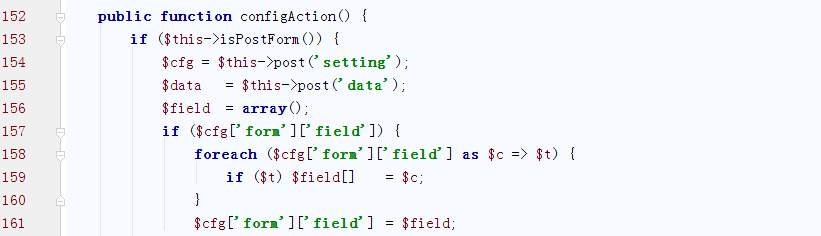 152 public function configAction() {
153 if ($this->isPostForm()) {
154 $cfg = $this->post('setting');
155 $data   = $this->post('data');
156 $field  = array();
157 if ($cfg['form']['field']) {
158 foreach ($cfg['form']['field'] as $c => $t) {
159 if ($t) $field[]   = $c;
160 }
161 $cfg['form']['field'] = $field;